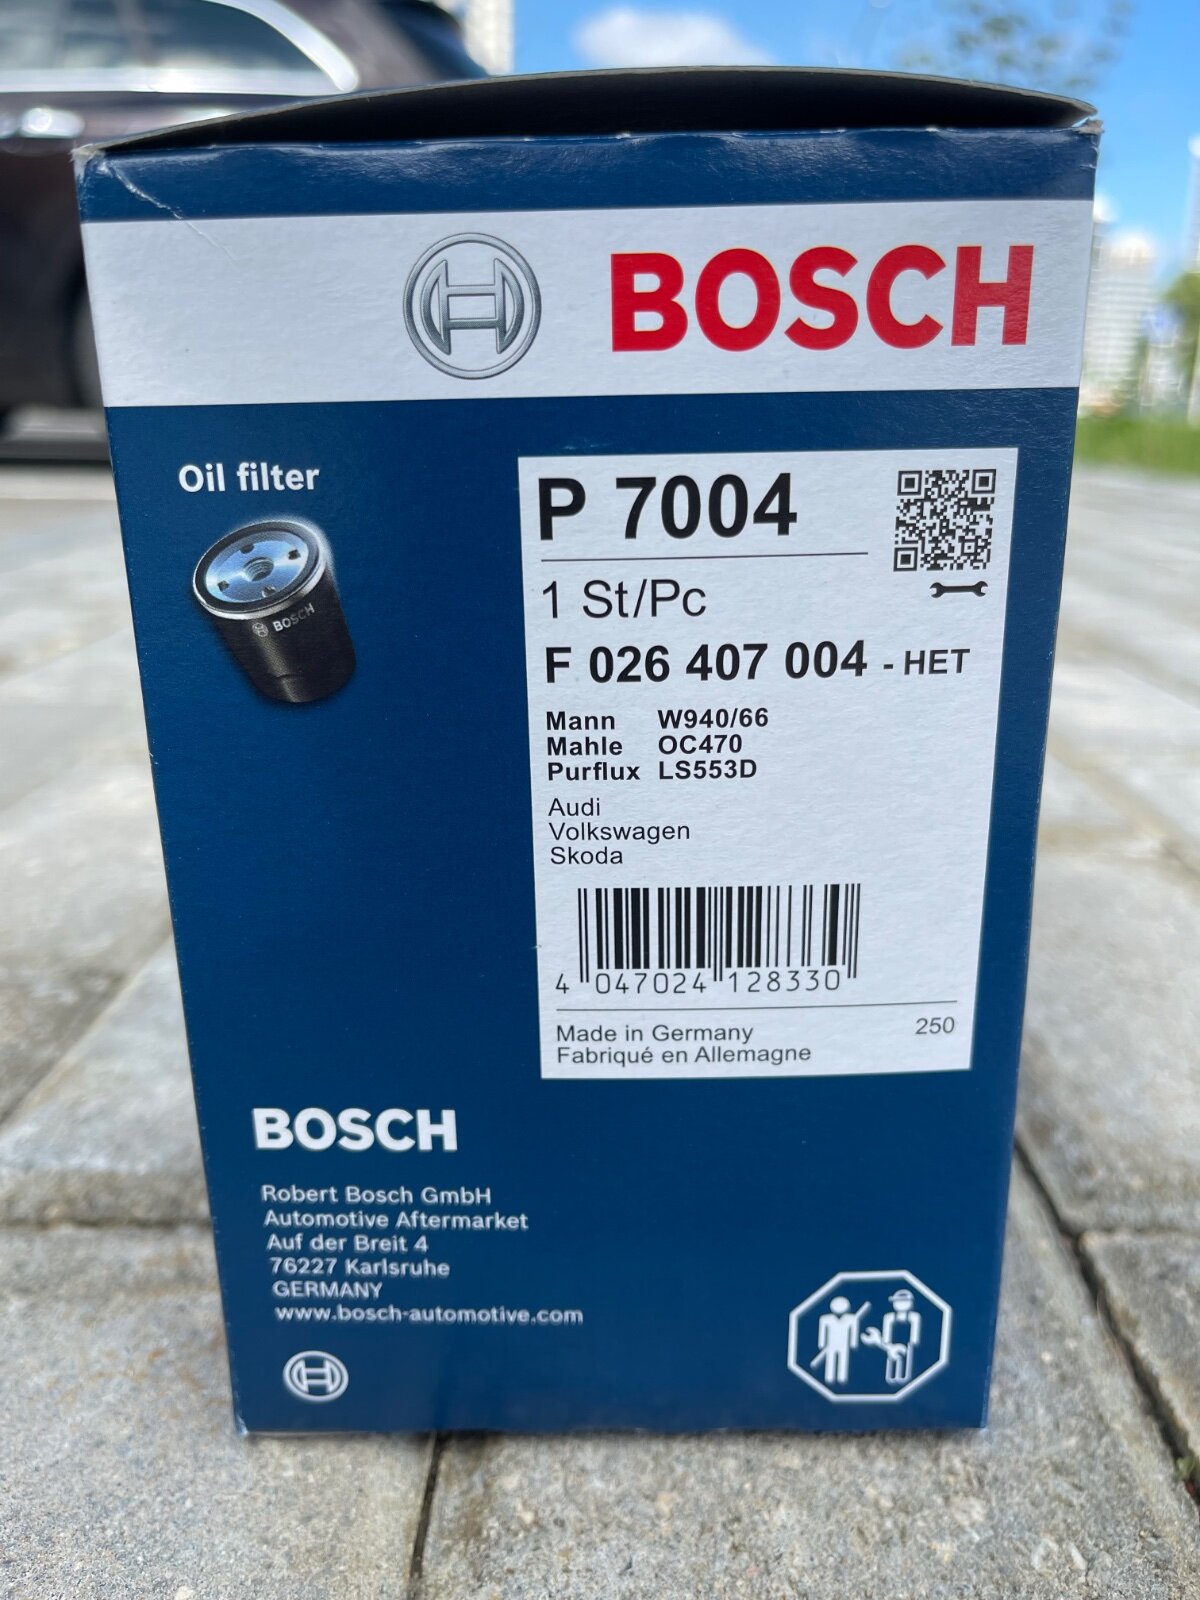 BOSCH
Oil filter
BOSCH
P 7004
1 St/Pc
F 026 407 004 - HET
Mann W940/66
Mahle OC470
Purflux LS553D
Audi
Volkswagen
Skoda
4 047024 128330
Made in Germany
Fabriqué en Allemagne
250
BOSCH
Robert Bosch GmbH
Automotive Aftermarket
Auf der Breit 4
76227 Karlsruhe
GERMANY
www.bosch-automotive.com